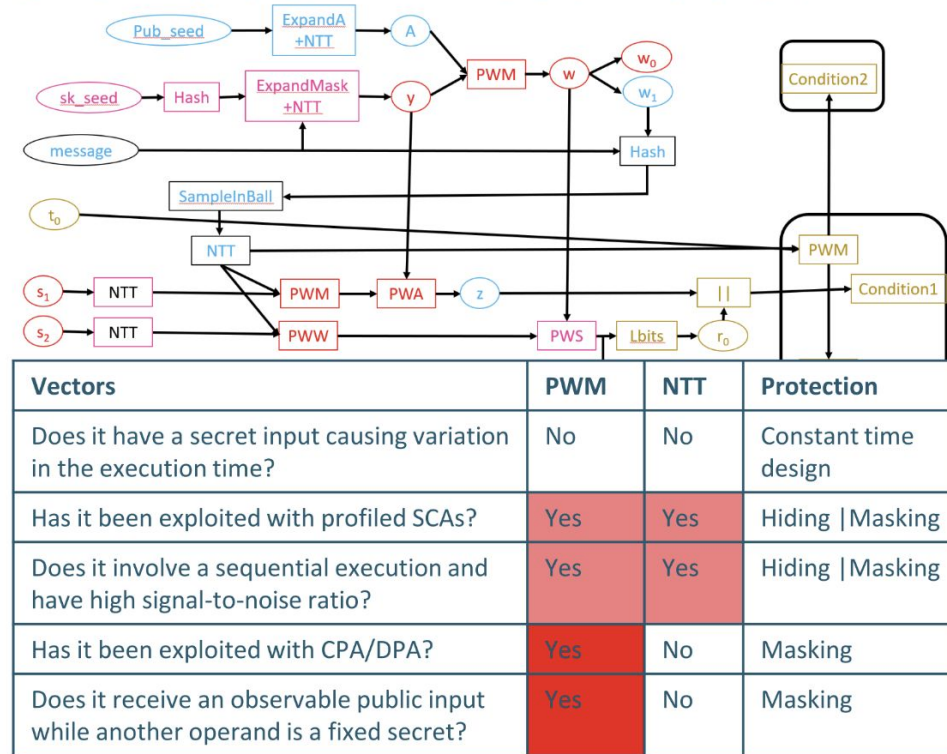 Pub_seed
ExpandA
+NTT
A
PWM
w
w0
w1
Condition2
sk_seed
Hash
ExpandMask
+NTT
y
message
Hash
SampleInBall
t0
NTT
PWM
s1
NTT
PWM
PWA
z
||
Condition1
s2
NTT
PWW
PWS
Lbits
r0
Vectors PWM NTT Protection
Does it have a secret input causing variation
in the execution time?
No No
Constant time
design
Has it been exploited with profiled SCAs? Yes Yes Hiding |Masking
Does it involve a sequential execution and
have high signal-to-noise ratio?
Yes Yes Hiding |Masking
Has it been exploited with CPA/DPA? Yes No Masking
Does it receive an observable public input
while another operand is a fixed secret?
Yes No Masking